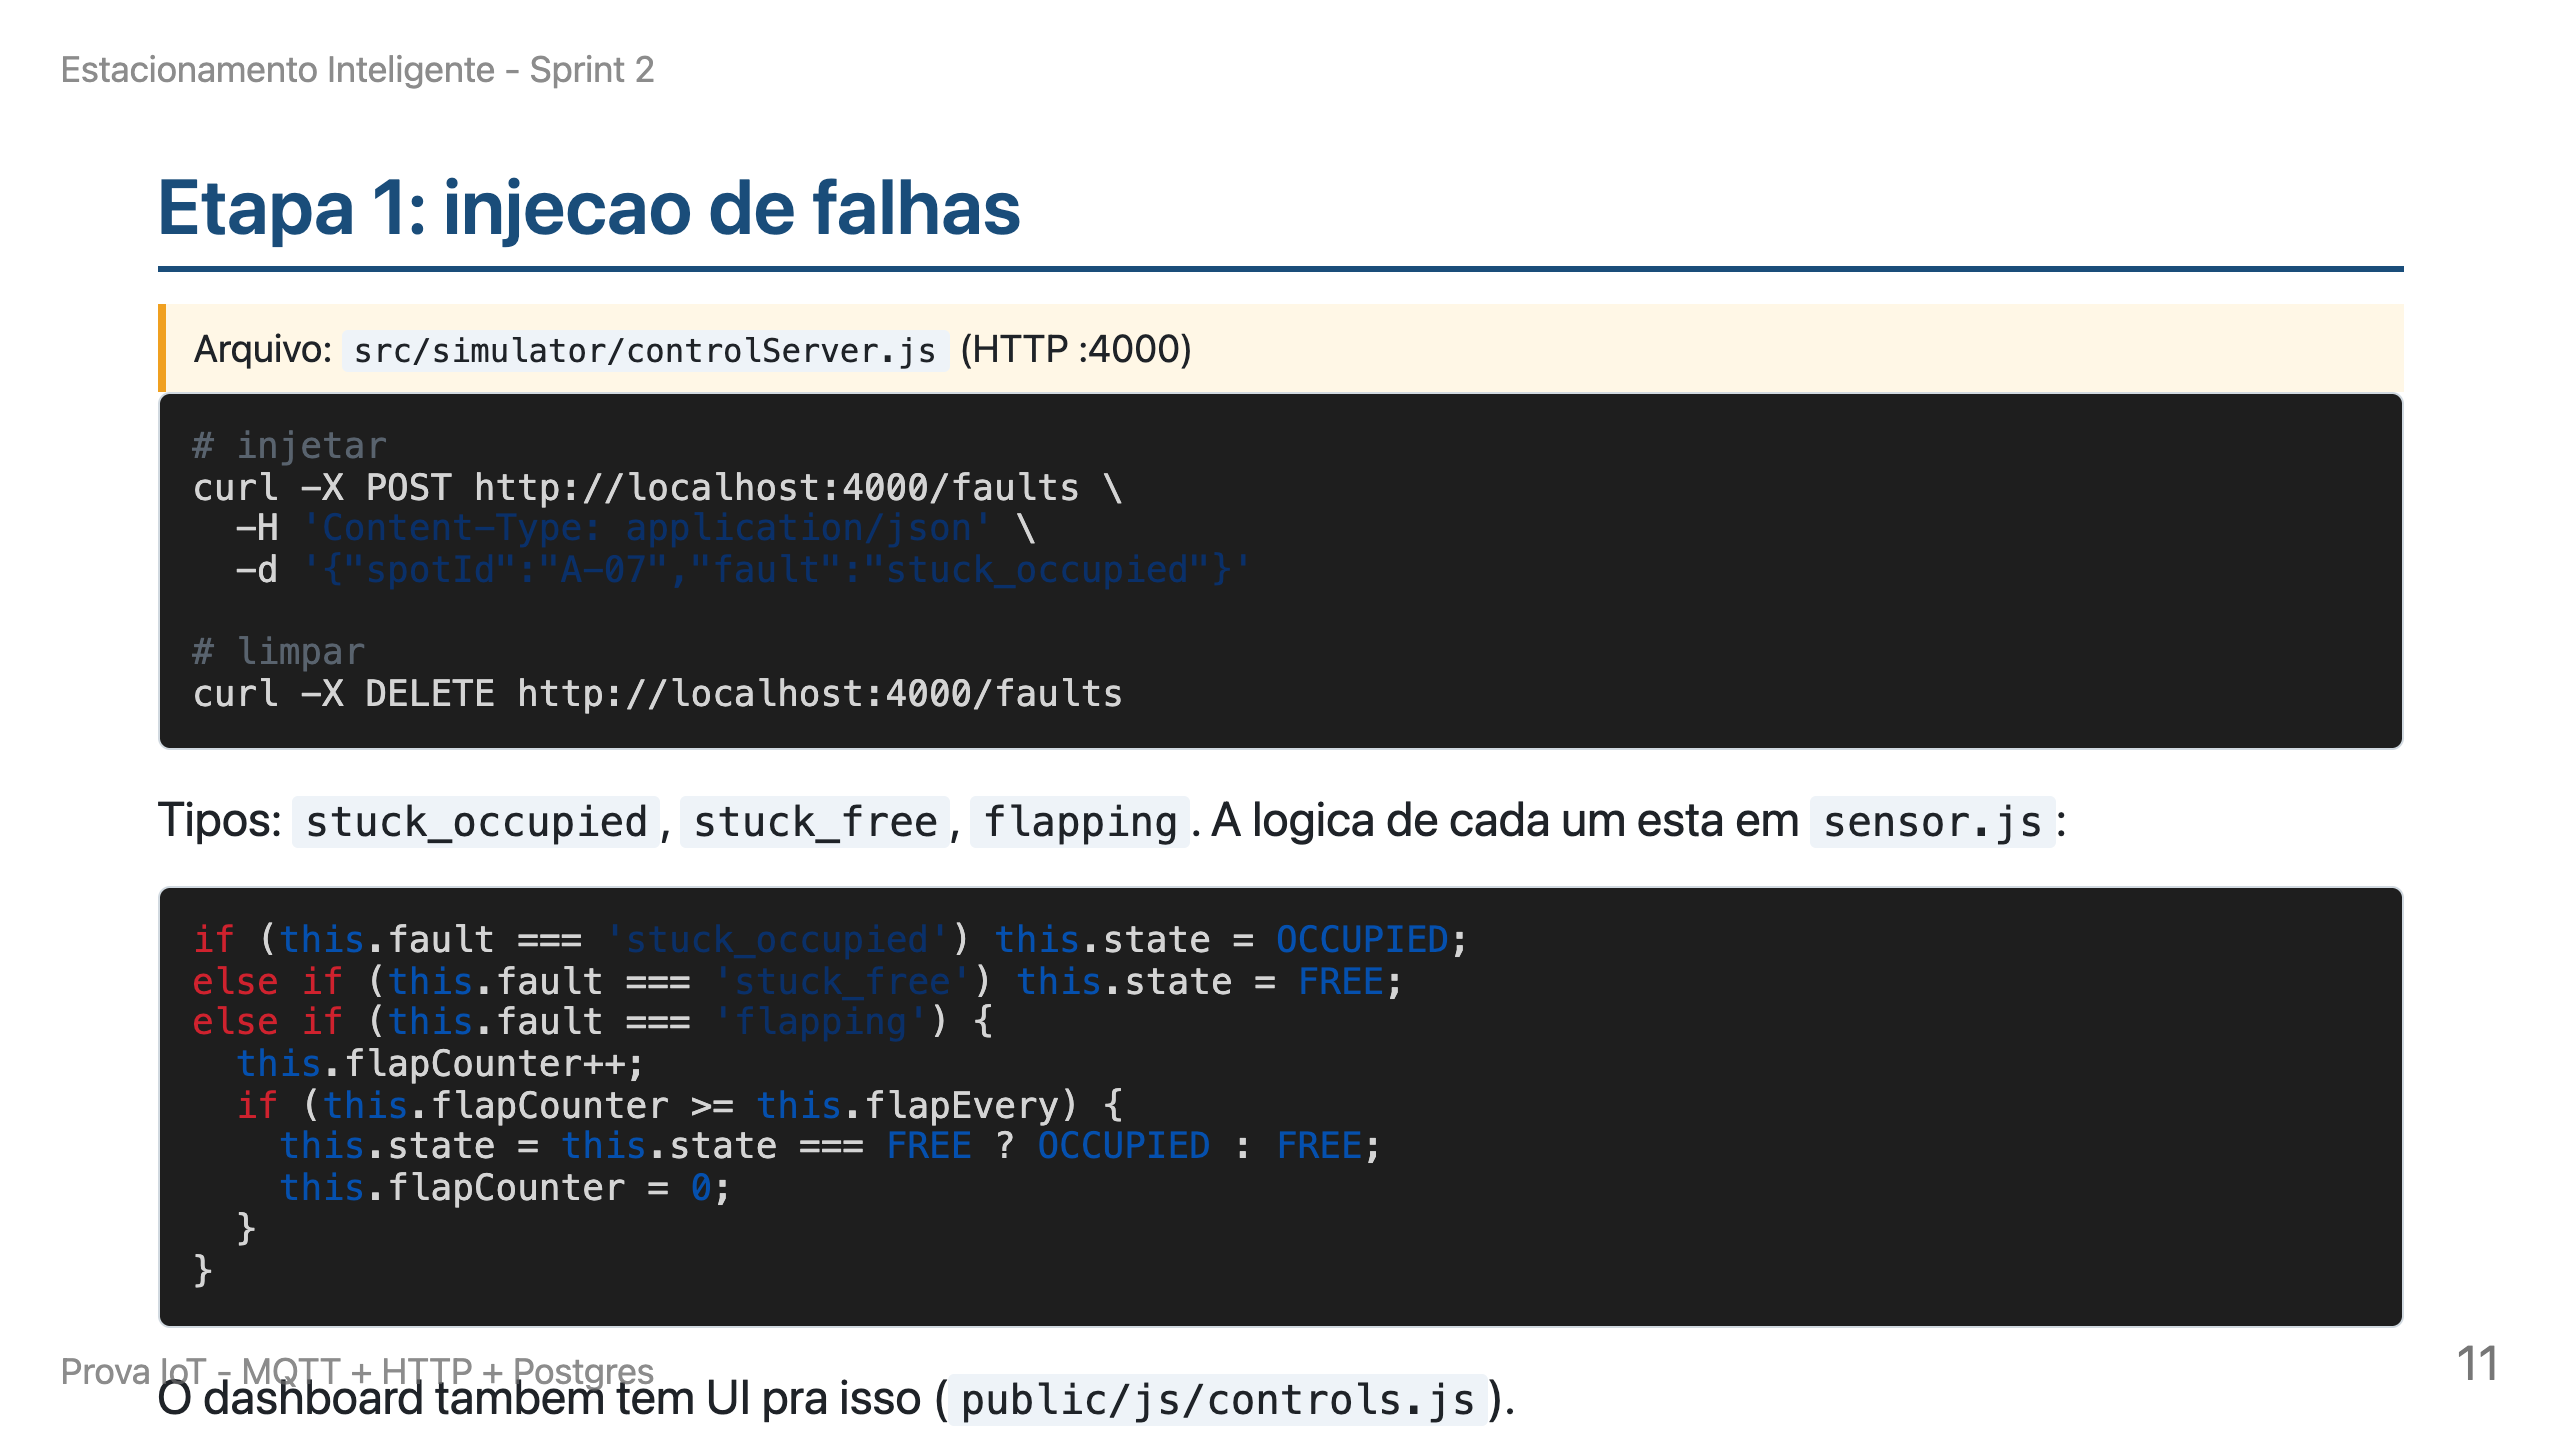 Estacionamento Inteligente - Sprint 2
Etapa 1: injecao de falhas
Arquivo: src/simulator/controlServer.js (HTTP :4000)
# injetar
curl -X POST http://localhost:4000/faults \
  -H 'Content-Type: application/json' \
  -d '{"spotId":"A-07","fault":"stuck_occupied"}'
# limpar
curl -X DELETE http://localhost:4000/faults
Tipos: stuck_occupied, stuck_free, flapping. A logica de cada um esta em sensor.js:
if (this.fault === 'stuck_occupied') this.state = OCCUPIED;
else if (this.fault === 'stuck_free') this.state = FREE;
else if (this.fault === 'flapping') {
  this.flapCounter++;
  if (this.flapCounter >= this.flapEvery) {
    this.state = this.state === FREE ? OCCUPIED : FREE;
    this.flapCounter = 0;
  }
}
Prova IoT - MQTT + HTTP + Postgres
11
O dashboard tambem tem UI pra isso (public/js/controls.js).